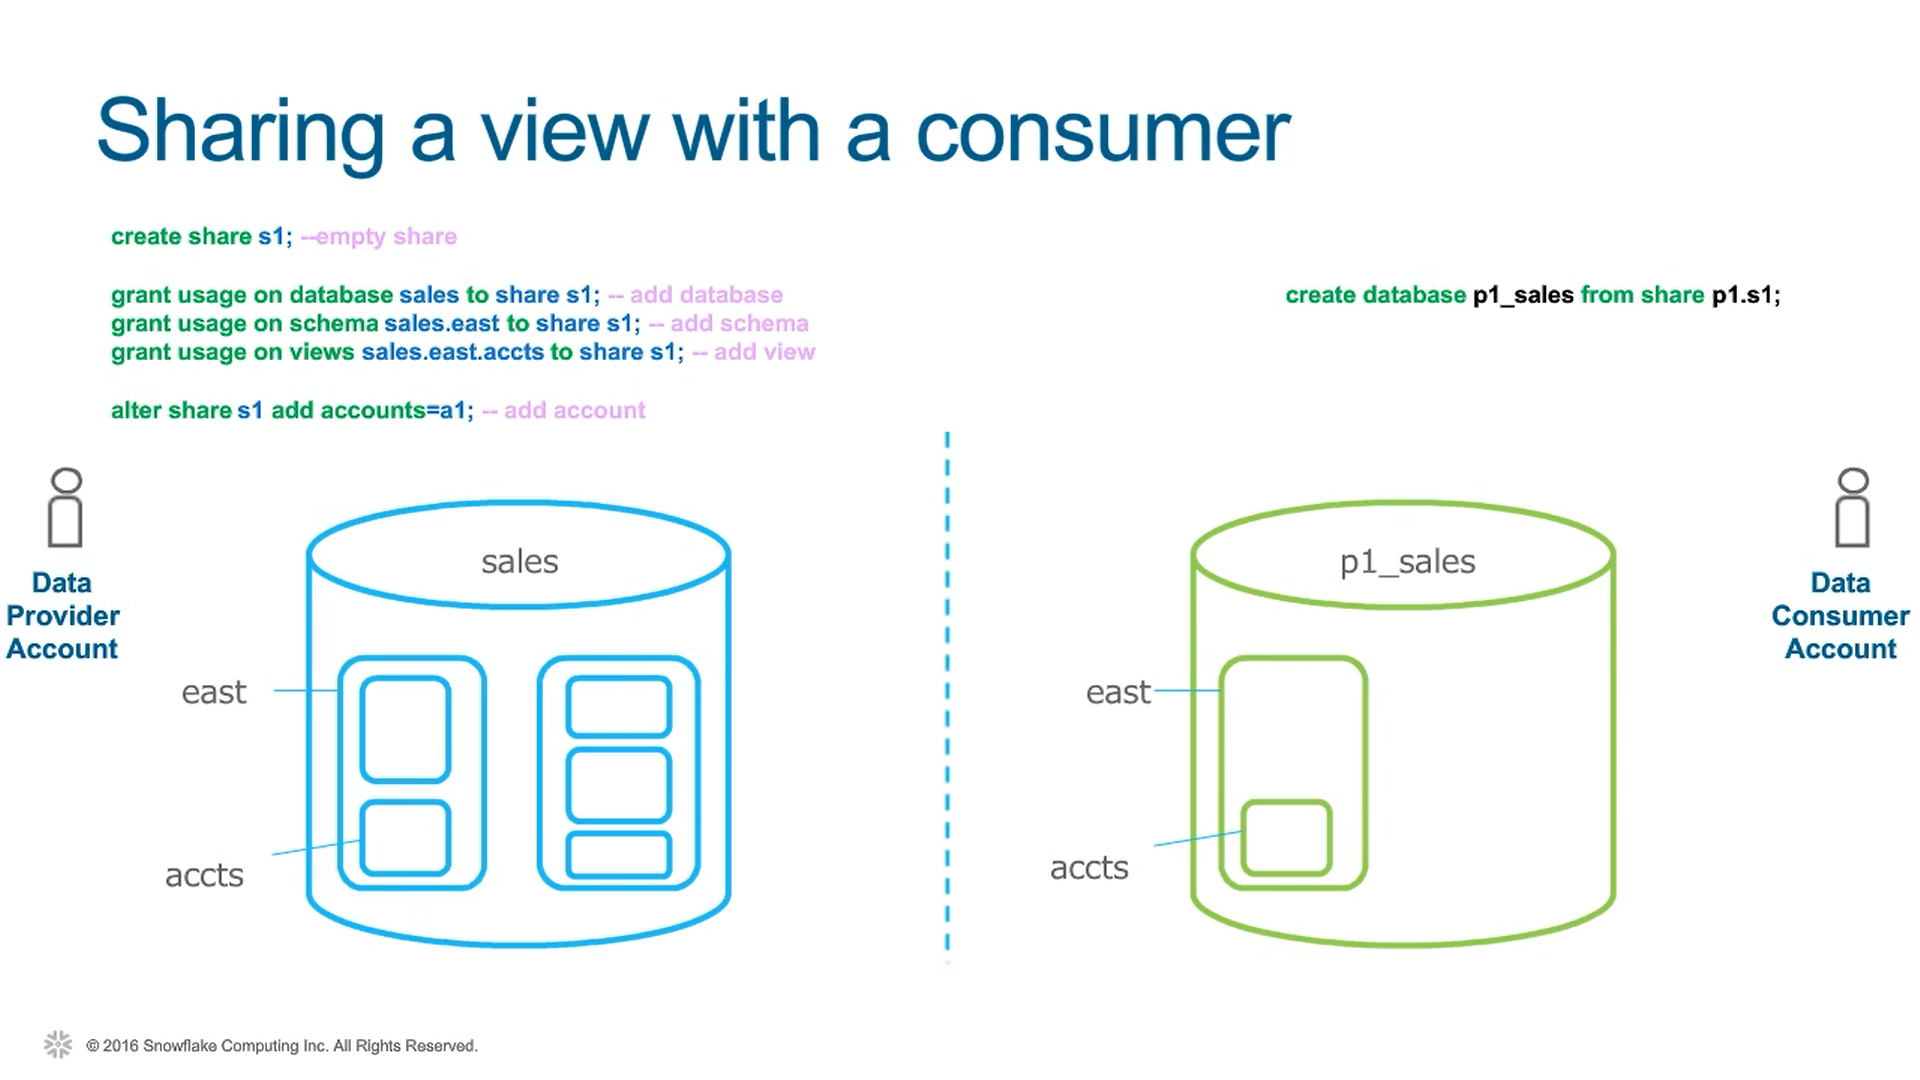 Sharing a view with a consumer
create share s1; --empty share
grant usage on database sales to share s1; -- add database
grant usage on schema sales.east to share s1; -- add schema
grant usage on views sales.east.accts to share s1; -- add view
alter share s1 add accounts=a1; -- add account
create database p1_sales from share p1.s1;
Data
Provider
Account
sales
east
accts
p1_sales
east
accts
Data
Consumer
Account
© 2016 Snowflake Computing Inc. All Rights Reserved.